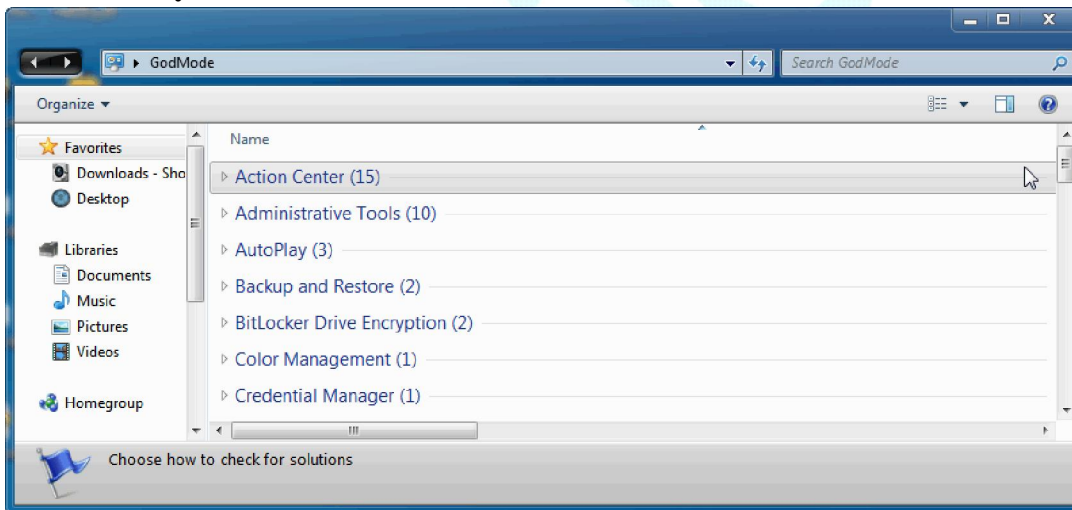 GodMode
Search GodMode
Organize
Favorites
Downloads - Sho
Desktop
Libraries
Documents
Music
Pictures
Videos
Homegroup
Name
Action Center (15)
Administrative Tools (10)
AutoPlay (3)
Backup and Restore (2)
BitLocker Drive Encryption (2)
Color Management (1)
Credential Manager (1)
Choose how to check for solutions